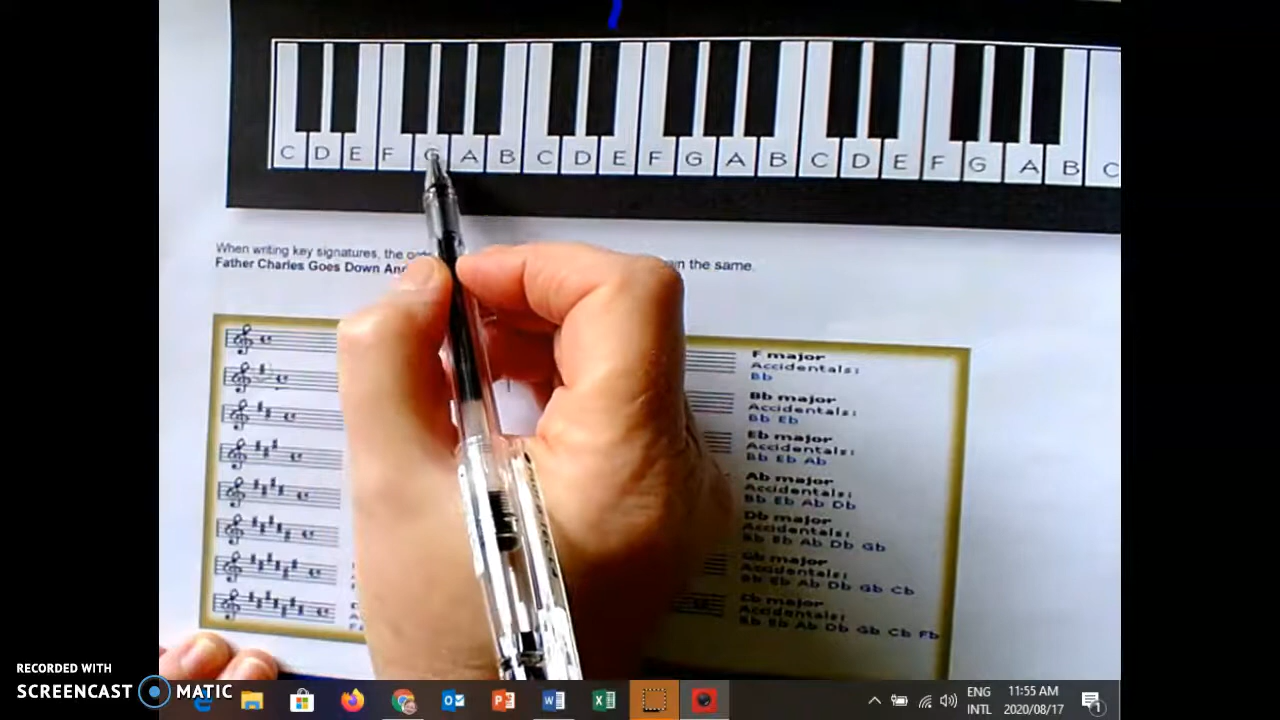 C D E F G A B C D E F G A B C D E F G A B C
When writing key signatures, the
Father Charles Goes Down And the same.
F major
Accidentals:
Bb
Bb major
Accidentals:
Bb Eb
Eb major
Accidentals:
Bb Eb Ab
Ab major
Accidentals:
Bb Eb Ab Db
Db major
Accidentals:
Bb Eb Ab Db Gb
Gb major
Accidentals:
Bb Eb Ab Db Gb Cb
Cb major
Accidentals:
Bb Eb Ab Db Gb Cb Fb
RECORDED WITH
SCREENCAST MATIC
ENG
INTL
11:55 AM
2020/08/17
1